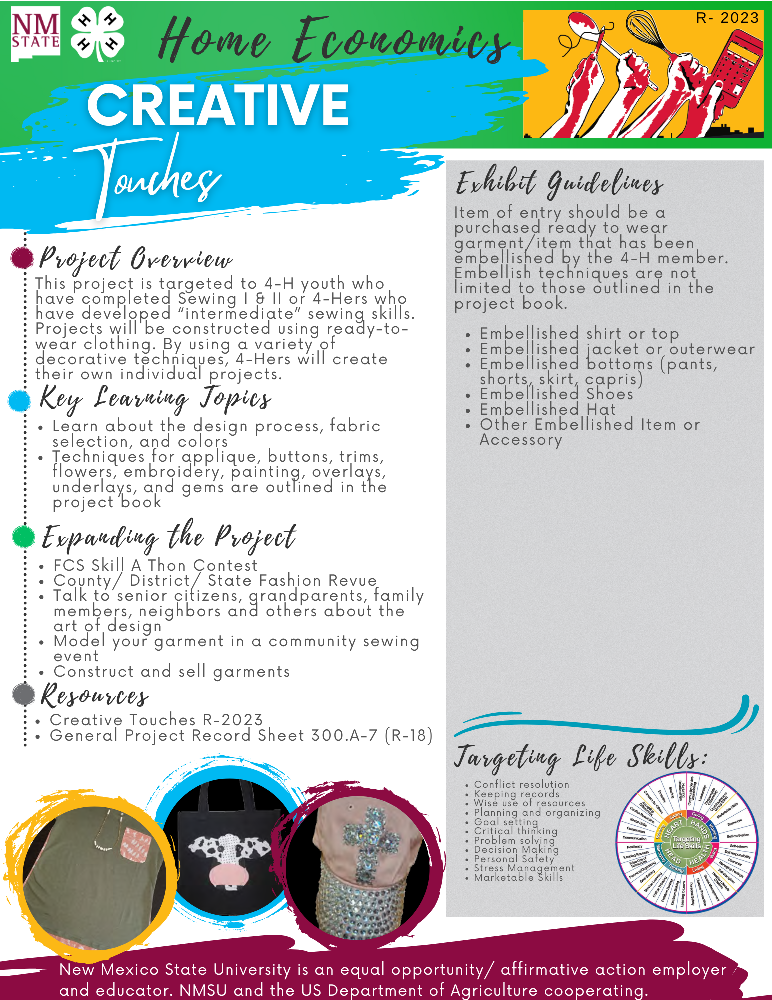 NM
STATE
H H
H H
18 U.S.C. 707
Home Economics
R- 2023
CREATIVE
Touches
Project Overview
This project is targeted to 4-H youth who
have completed Sewing I & II or 4-Hers who
have developed “intermediate” sewing skills.
Projects will be constructed using ready-to-
wear clothing. By using a variety of
decorative techniques, 4-Hers will create
their own individual projects.
Key Learning Topics
• Learn about the design process, fabric
selection, and colors
• Techniques for applique, buttons, trims,
flowers, embroidery, painting, overlays,
underlays, and gems are outlined in the
project book
Expanding the Project
• FCS Skill A Thon Contest
• County/ District/ State Fashion Revue
• Talk to senior citizens, grandparents, family
members, neighbors and others about the
art of design
• Model your garment in a community sewing
event
• Construct and sell garments
Resources
• Creative Touches R-2023
• General Project Record Sheet 300.A-7 (R-18)
Exhibit Guidelines
Item of entry should be a
purchased ready to wear
garment/item that has been
embellished by the 4-H member.
Embellish techniques are not
limited to those outlined in the
project book.
• Embellished shirt or top
• Embellished jacket or outerwear
• Embellished bottoms (pants,
shorts, skirt, capris)
• Embellished Shoes
• Embellished Hat
• Other Embellished Item or
Accessory
Targeting Life Skills:
• Conflict resolution
• Keeping records
• Wise use of resources
• Planning and organizing
• Goal setting
• Critical thinking
• Problem solving
• Decision Making
• Personal Safety
• Stress Management
• Marketable Skills
Targeting
Life Skills
HEART
HANDS
HEALTH
HEAD
Relating
Caring
Giving
Working
Being
Living
Thinking
Managing
Communication
Cooperation
Social Skills
Conflict Resolution
Accepting
Differences
Concern for Others
Empathy
Sharing
Nurturing
Relationships
Community Service
Volunteering
Leadership
Responsible
Citizenship
Contributions to
Group Effort
Marketable Skills
Teamwork
Self-motivation
Self-esteem
Self-responsibility
Character
Managing Feelings
Self-discipline
Healthy Lifestyle
Choices
Stress Management
Disease Prevention
Personal Safety
Learning to Learn
Decision Making
Problem Solving
Critical Thinking
Service Learning
Goal Setting
Planning/Organizing
Wise Use of
Resources
Keeping Records
Resiliency
New Mexico State University is an equal opportunity/ affirmative action employer
and educator. NMSU and the US Department of Agriculture cooperating.